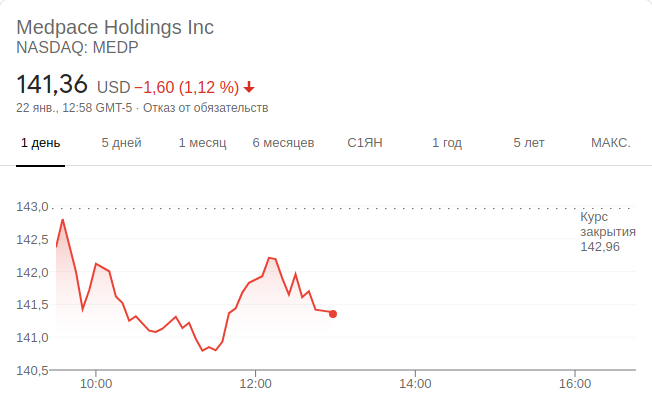 Medpace Holdings Inc
NASDAQ: MEDP
141,36 USD −1,60 (1,12 %)
22 янв., 12:58 GMT-5 · Отказ от обязательств
1 день 5 дней 1 месяц 6 месяцев С1ЯН 1 год 5 лет МАКС.
143,0
Курс
закрытия
142,96
142,5
142,0
141,5
141,0
140,5
10:00 12:00 14:00 16:00